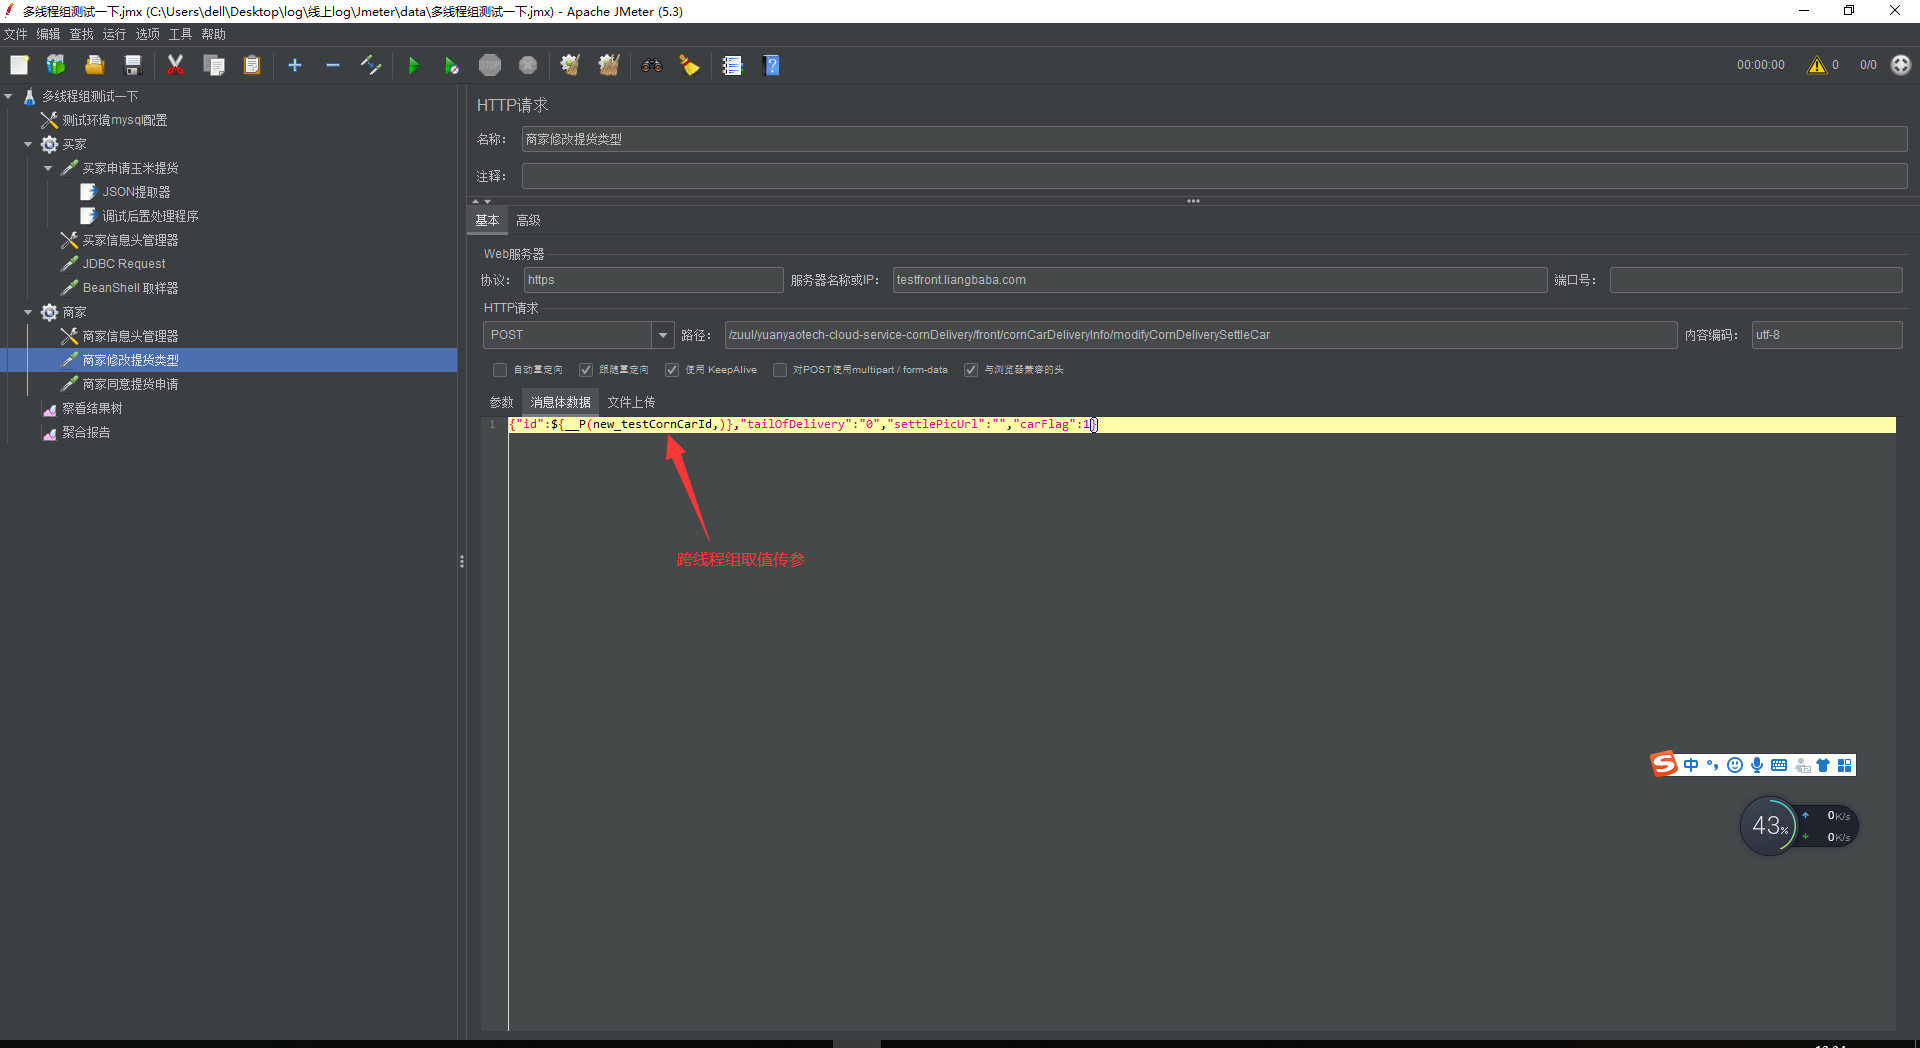 多线程组测试一下.jmx (C:\Users\dell\Desktop\log\线上log\Jmeter\data\多线程组测试一下.jmx) - Apache JMeter (5.3)
文件 编辑 查找 运行 选项 工具 帮助
00:00:00 0 0/0
多线程组测试一下
测试环境mysql配置
买家
买家申请玉米提货
JSON提取器
调试后置处理程序
买家信息头管理器
JDBC Request
BeanShell 取样器
商家
商家信息头管理器
商家修改提货类型
商家同意提货申请
察看结果树
聚合报告
HTTP请求
名称: 商家修改提货类型
注释:
基本 高级
Web服务器
协议: https 服务器名称或IP: testfront.liangbaba.com 端口号:
HTTP请求
POST 路径: /zuul/yuanyaotech-cloud-service-cornDelivery/front/cornCarDeliveryInfo/modifyCornDeliverySettleCar 内容编码: utf-8
自动重定向 跟随重定向 使用 KeepAlive 对POST使用multipart / form-data 与浏览器兼容的头
参数 消息体数据 文件上传
1 {"id":${__P(new_testCornCarId,)},"tailOfDelivery":"0","settlePicUrl":"","carFlag":1}
跨线程组取值传参
中
43% 0K/s
0K/s